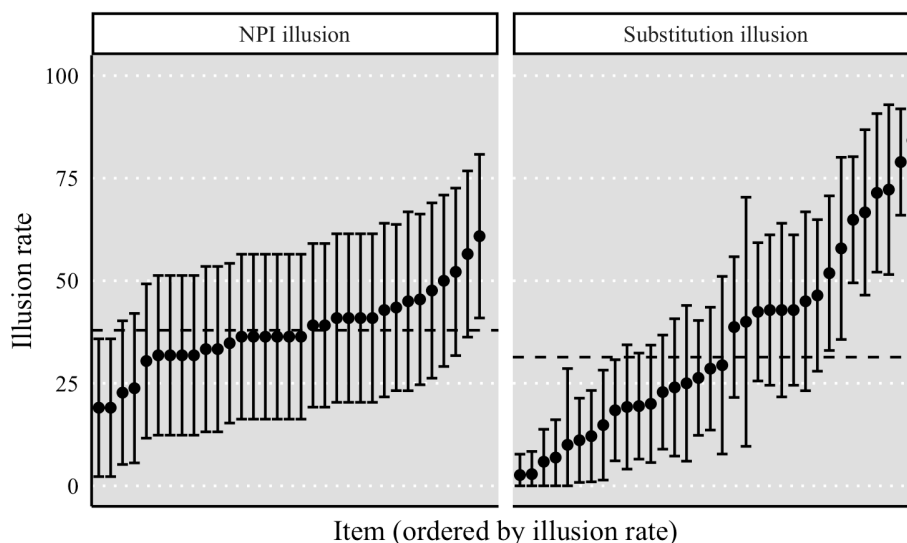 NPI illusion
Substitution illusion
100
75
50
25
0
Illusion rate
Item (ordered by illusion rate)